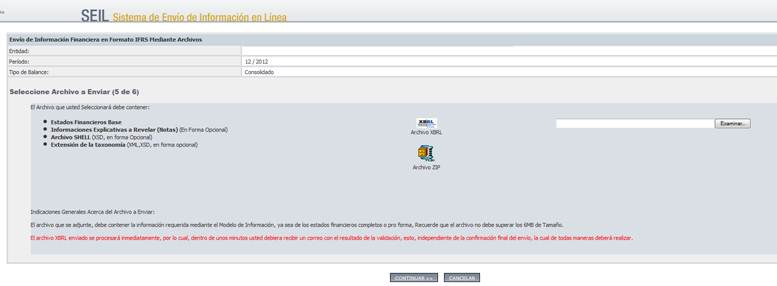 SEIL Sistema de Envío de Información en Línea
Envío de Información Financiera en Formato IFRS Mediante Archivos
Entidad:
Período: 12 / 2012
Tipo de Balance: Consolidado
Seleccione Archivo a Enviar (5 de 6)
El Archivo que usted Seleccionará debe contener:
Estados Financieros Base
Informaciones Explicativas a Revelar (Notas) (En Forma Opcional)
Archivo SHELL (XSD, en forma Opcional)
Extensión de la taxonomía (XML,XSD, en forma opcional)
XBRL
Archivo XBRL
Examinar...
Archivo ZIP
Indicaciones Generales Acerca del Archivo a Enviar:
El archivo que se adjunte, debe contener la información requerida mediante el Modelo de Información, ya sea de los estados financieros completos o pro forma, Recuerde que el archivo no debe superar los 6MB de Tamaño.
El archivo XBRL enviado se procesará inmediatamente, por lo cual, dentro de unos minutos usted debiera recibir un correo con el resultado de la validación, esto, independiente de la confirmación final del envío, la cual de todas maneras deberá realizar.
CONTINUAR >> CANCELAR